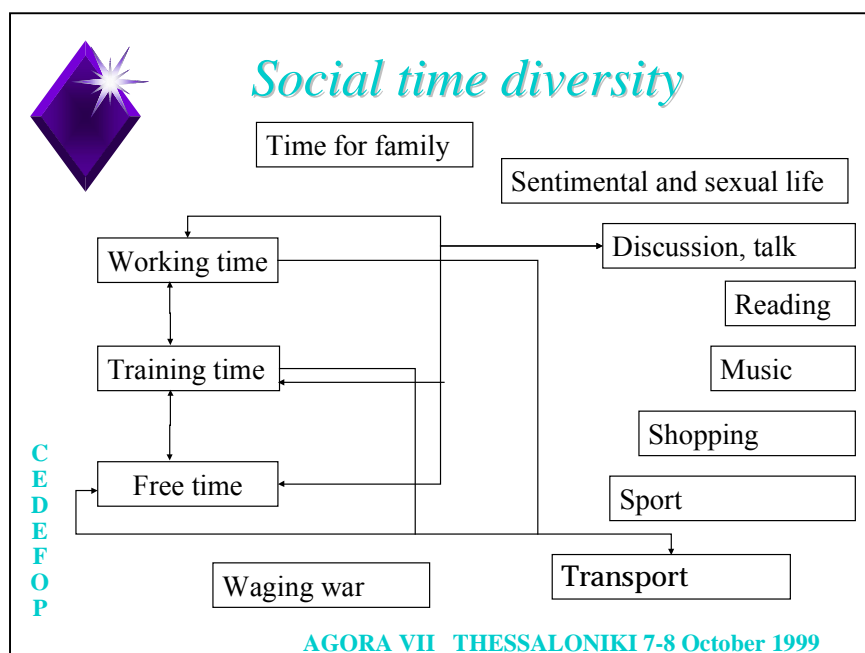 Social time diversity
Time for family
Sentimental and sexual life
Working time
Discussion, talk
Reading
Training time
Music
Shopping
Free time
Sport
Waging war
Transport
CEDEFOP
AGORA VII THESSALONIKI 7-8 October 1999